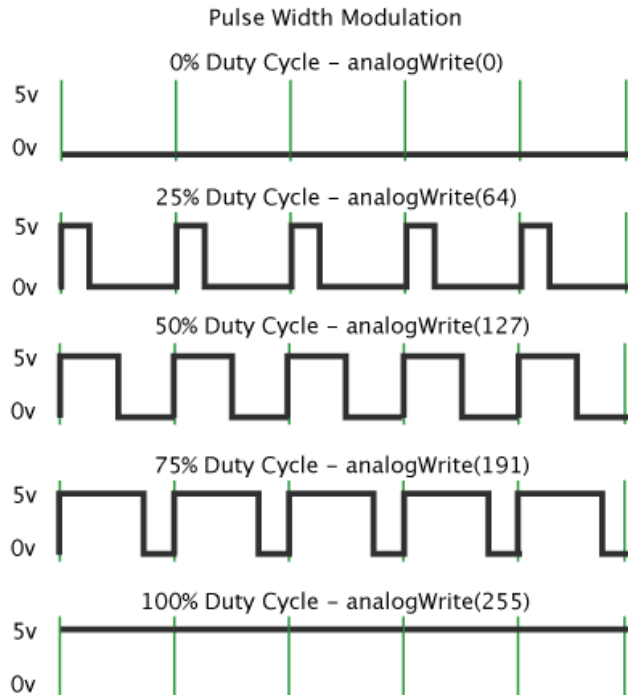 Pulse Width Modulation
0% Duty Cycle – analogWrite(0)
5v
0v
25% Duty Cycle – analogWrite(64)
5v
0v
50% Duty Cycle – analogWrite(127)
5v
0v
75% Duty Cycle – analogWrite(191)
5v
0v
100% Duty Cycle – analogWrite(255)
5v
0v